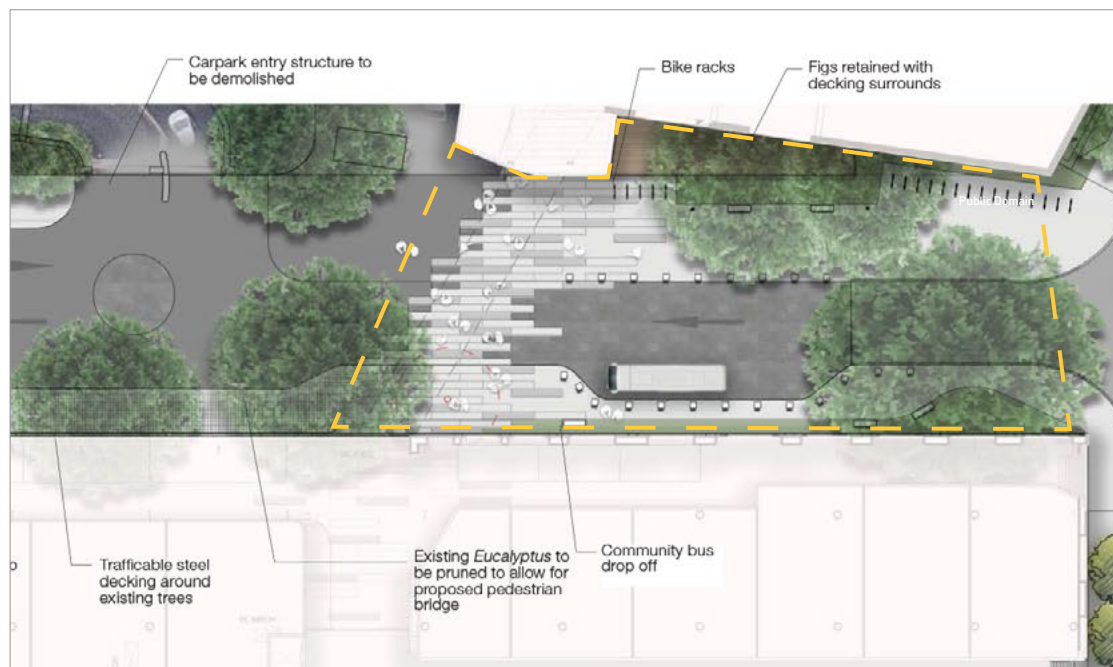 Carpark entry structure to
be demolished
Bike racks
Figs retained with
decking surrounds
Public Domain
Trafficable steel
decking around
existing trees
Existing Eucalyptus to
be pruned to allow for
proposed pedestrian
bridge
Community bus
drop off